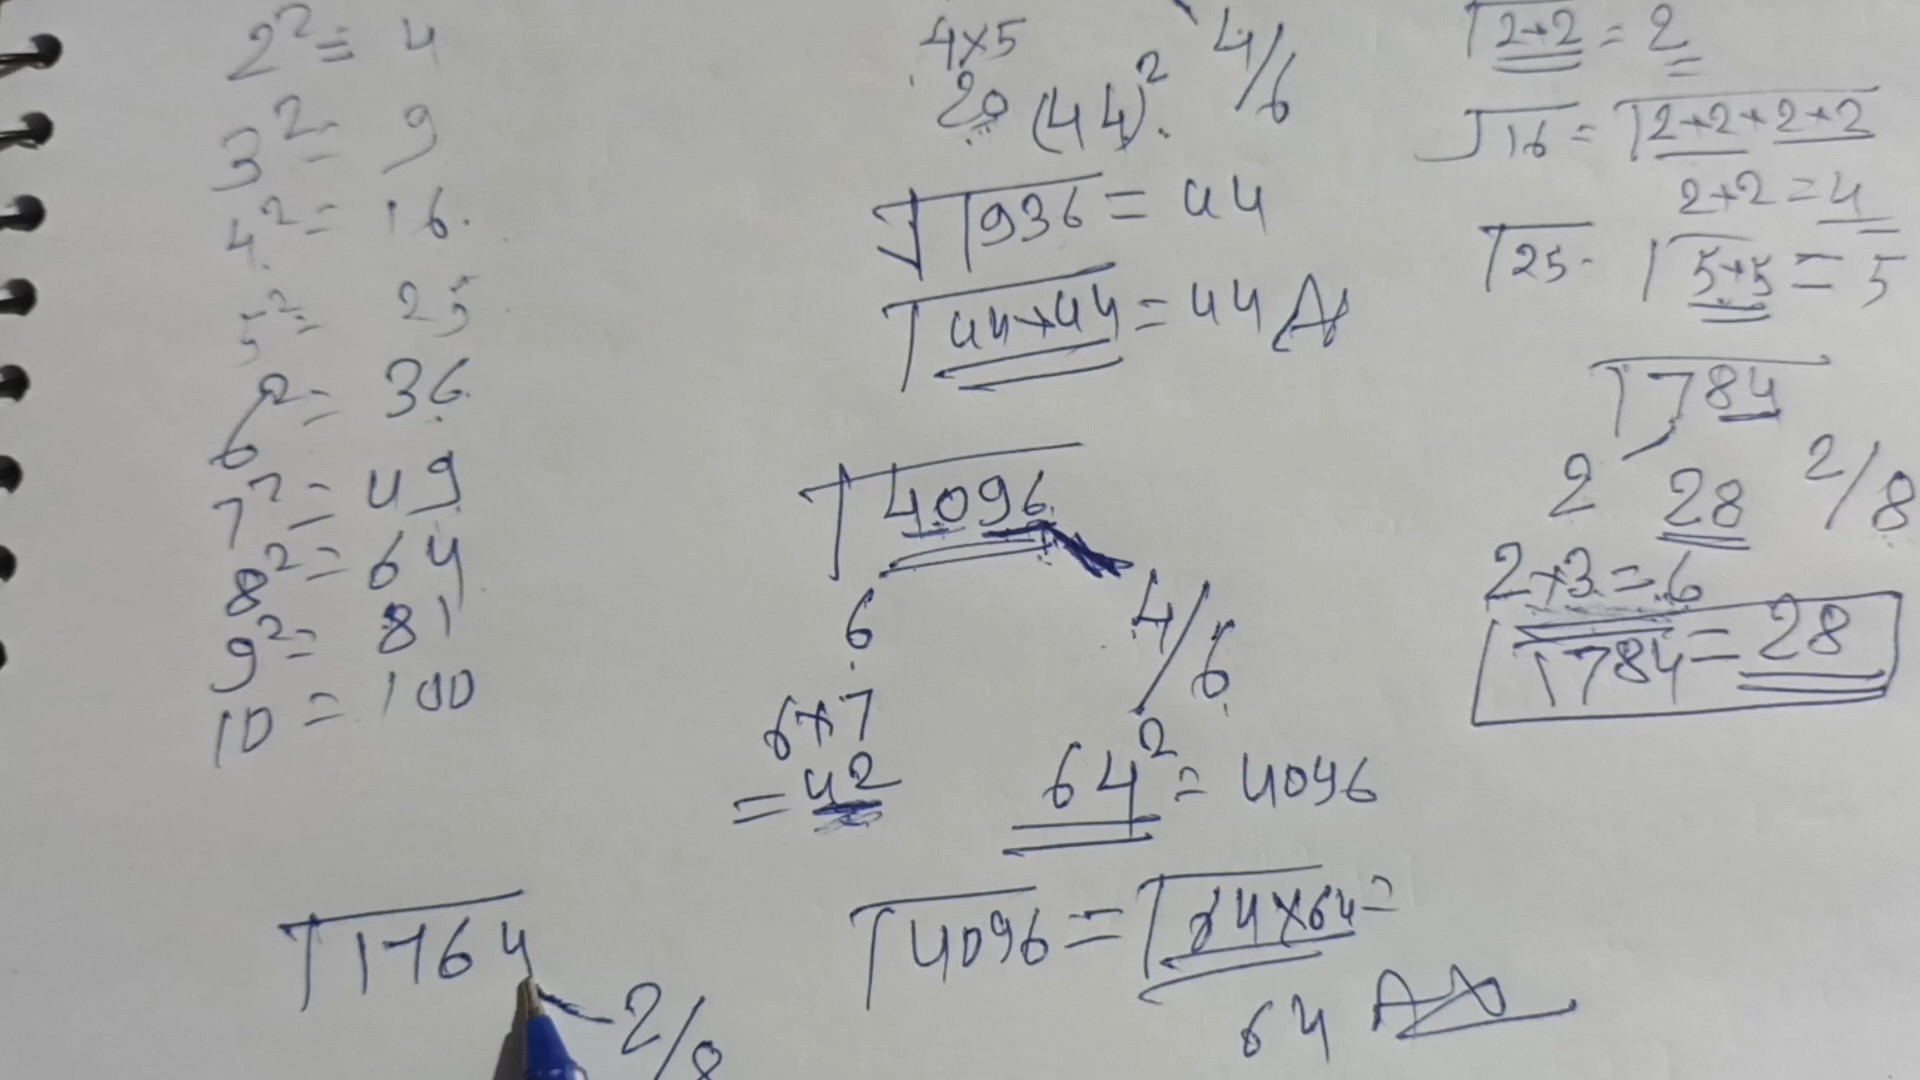 2² = 4
3² = 9
4² = 16
5² = 25
6² = 36
7² = 49
8² = 64
9² = 81
10 = 100
√1764
2/8
4×5
20 (44)²
4/6
√1936 = 44
√44×44 = 44 A
√4096
6 4/6
6×7
= 42
64² = 4096
√4096 = √64×64 =
64 A
√2×2 = 2
√16 = √2×2×2×2
2×2 = 4
√25 √5×5 = 5
√784
2 28 2/8
2×3 = 6
√784 = 28